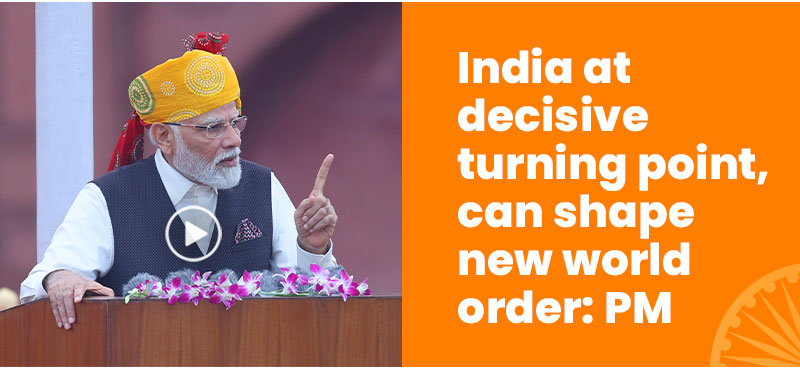 India at
decisive
turning point,
can shape
new world
order: PM